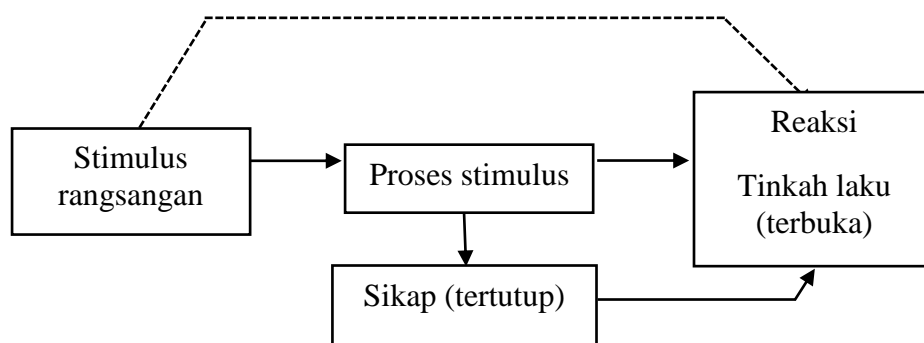 Stimulus
rangsangan
Proses stimulus
Reaksi
Tinkah laku
(terbuka)
Sikap (tertutup)